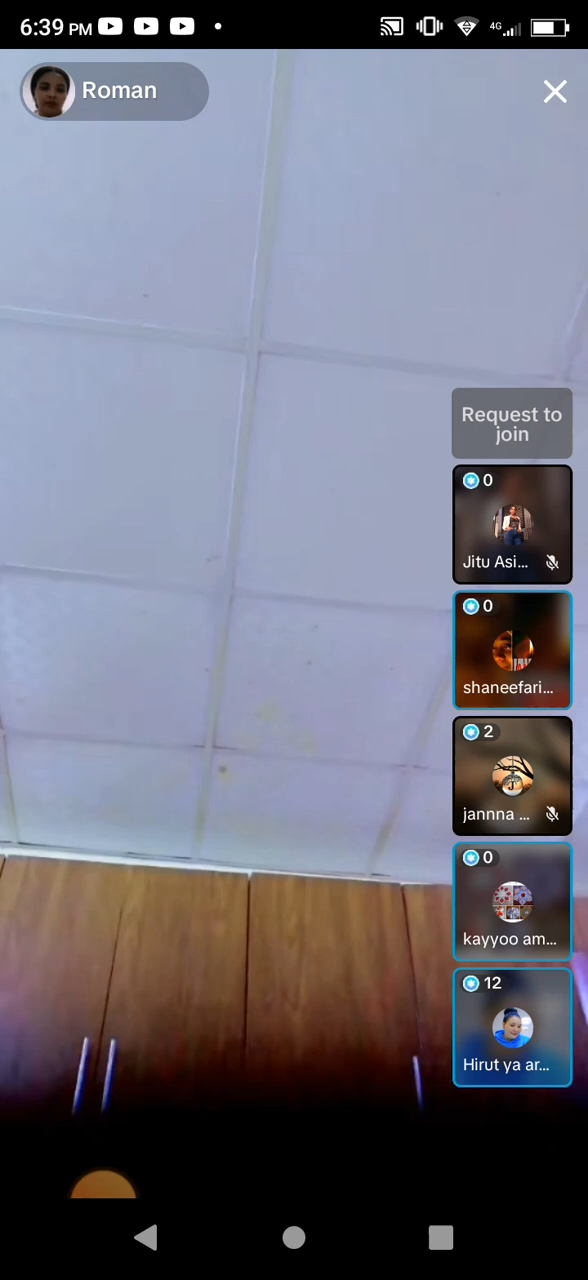 6:39 PM
4G
Roman
Request to
join
0
Jitu Asi...
0
shaneefari...
2
jannna ...
0
kayyoo am...
12
Hirut ya ar...